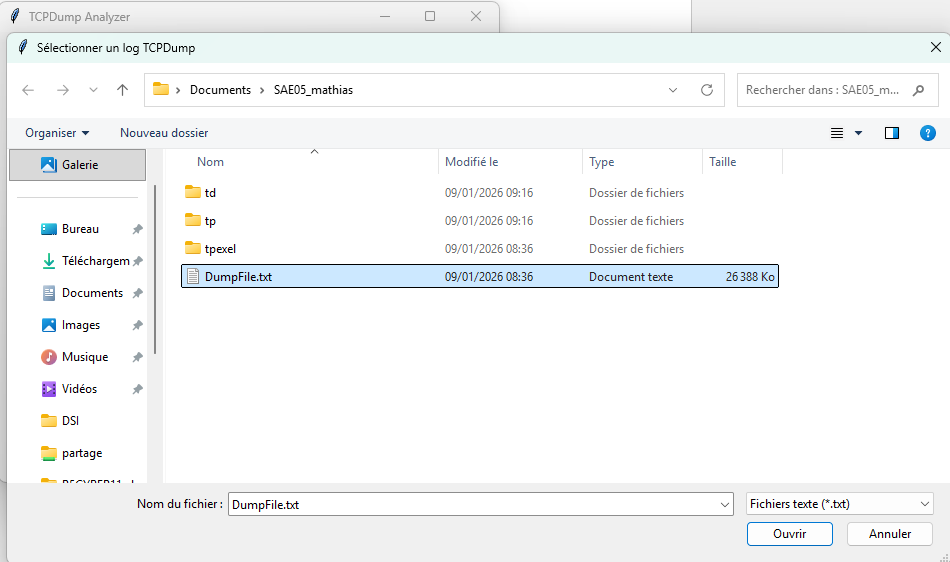 TCPDump Analyzer
Sélectionner un log TCPDump
Documents > SAE05_mathias
Rechercher dans : SAE05_m...
Organiser
Nouveau dossier
Galerie
Bureau
Téléchargem
Documents
Images
Musique
Vidéos
DSI
partage
Nom Modifié le Type Taille
td 09/01/2026 09:16 Dossier de fichiers
tp 09/01/2026 09:16 Dossier de fichiers
tpexel 09/01/2026 08:36 Dossier de fichiers
DumpFile.txt 09/01/2026 08:36 Document texte 26 388 Ko
Nom du fichier : DumpFile.txt
Fichiers texte (*.txt)
Ouvrir Annuler